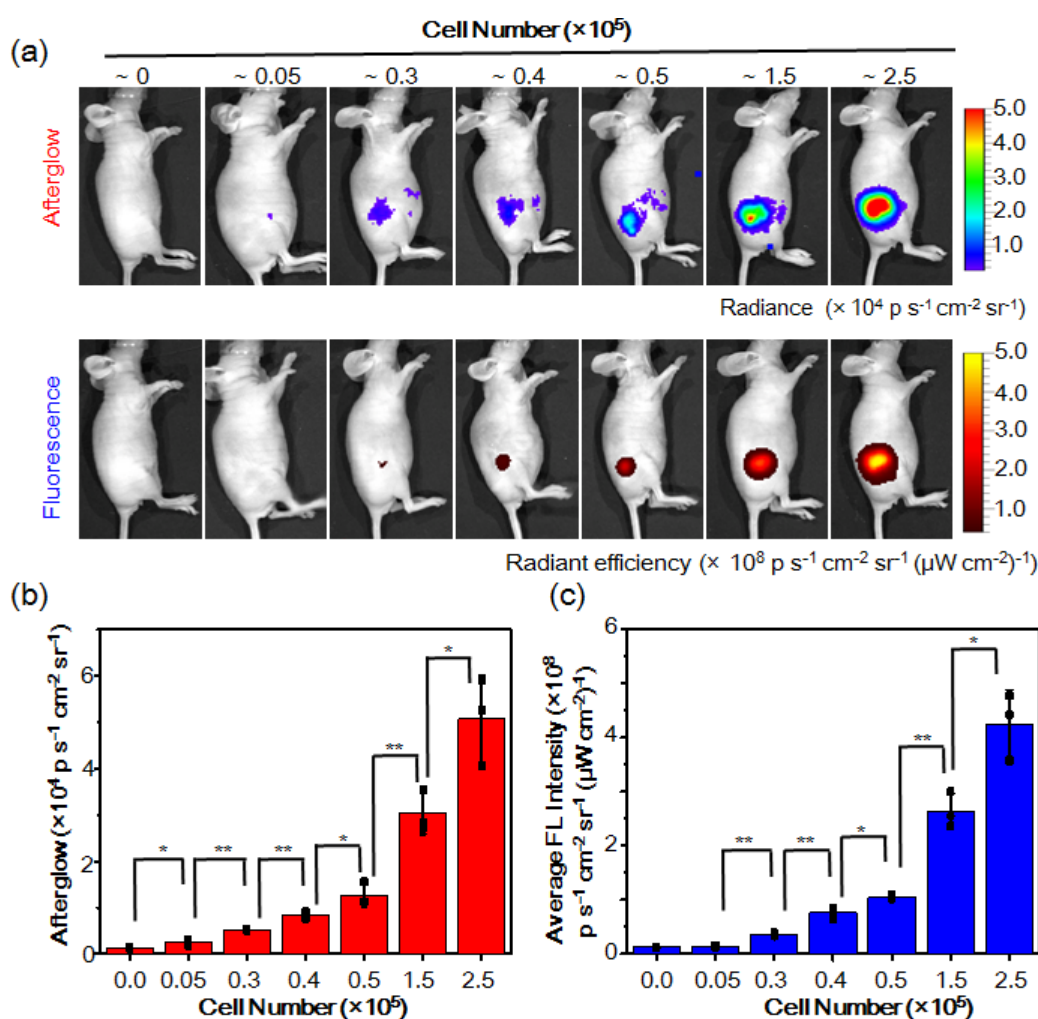 (a)
Cell Number (×10⁵)
~ 0 ~ 0.05 ~ 0.3 ~ 0.4 ~ 0.5 ~ 1.5 ~ 2.5
Afterglow
5.0
4.0
3.0
2.0
1.0
Radiance (× 10⁴ p s⁻¹ cm⁻² sr⁻¹)
Fluorescence
5.0
4.0
3.0
2.0
1.0
Radiant efficiency (× 10⁸ p s⁻¹ cm⁻² sr⁻¹ (µW cm⁻²)⁻¹)
(b)
Afterglow (×10⁴ p s⁻¹ cm⁻² sr⁻¹)
6
4
2
0
* ** ** * ** *
0.0 0.05 0.3 0.4 0.5 1.5 2.5
Cell Number (×10⁵)
(c)
Average FL Intensity (×10⁸
p s⁻¹ cm⁻² sr⁻¹ (µW cm⁻²)⁻¹)
6
4
2
0
** ** * ** *
0.0 0.05 0.3 0.4 0.5 1.5 2.5
Cell Number (×10⁵)